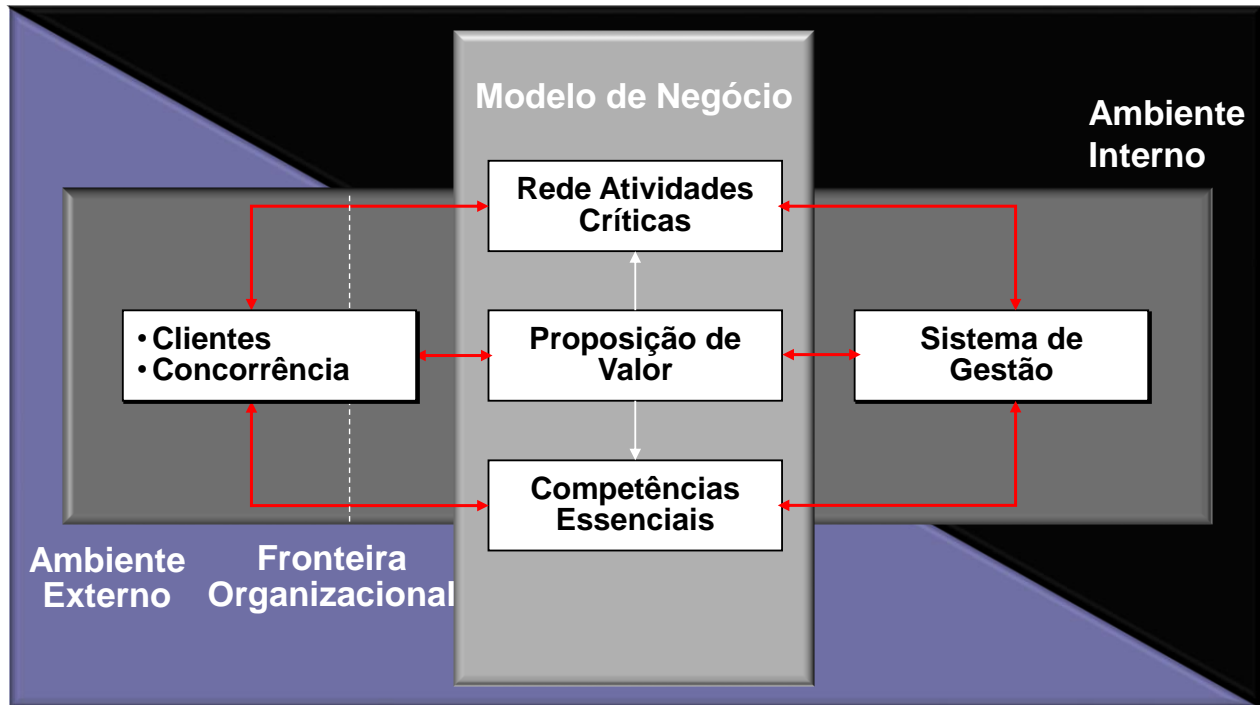 Modelo de Negócio
Ambiente
Interno
Rede Atividades
Críticas
• Clientes
• Concorrência
Proposição de
Valor
Sistema de
Gestão
Competências
Essenciais
Ambiente
Externo
Fronteira
Organizacional